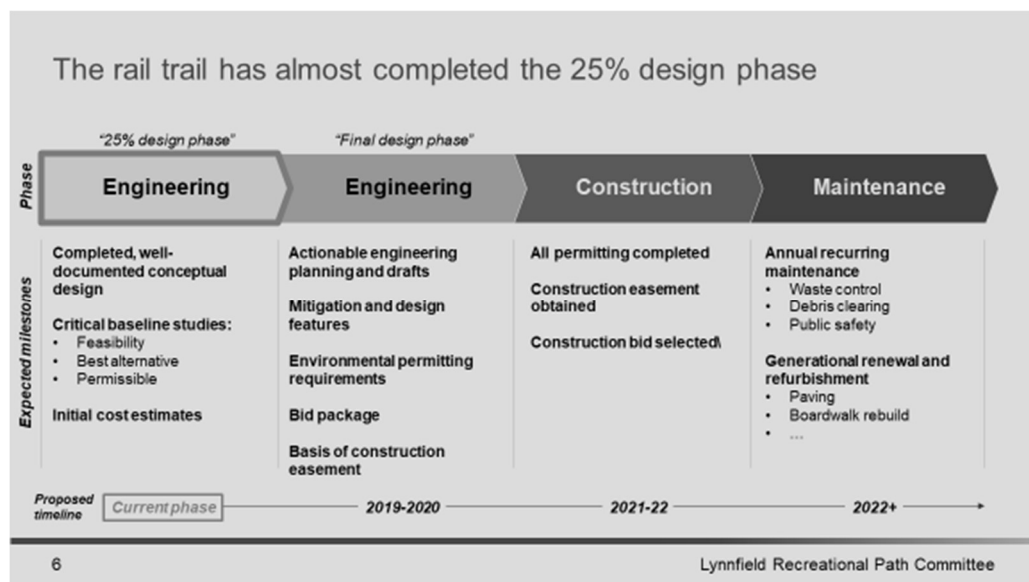 The rail trail has almost completed the 25% design phase
"25% design phase"
"Final design phase"
Phase
Engineering
Engineering
Construction
Maintenance
Expected milestones
Completed, well-
documented conceptual
design
Critical baseline studies:
• Feasibility
• Best alternative
• Permissible
Initial cost estimates
Actionable engineering
planning and drafts
Mitigation and design
features
Environmental permitting
requirements
Bid package
Basis of construction
easement
All permitting completed
Construction easement
obtained
Construction bid selected\
Annual recurring
maintenance
• Waste control
• Debris clearing
• Public safety
Generational renewal and
refurbishment
• Paving
• Boardwalk rebuild
• ...
Proposed
timeline
Current phase
2019-2020
2021-22
2022+
6
Lynnfield Recreational Path Committee